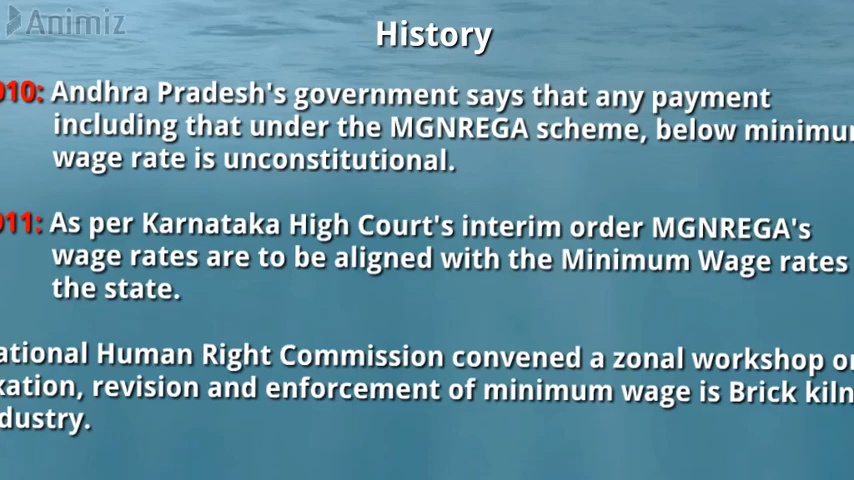 Animiz
History
010: Andhra Pradesh's government says that any payment
including that under the MGNREGA scheme, below minimum
wage rate is unconstitutional.
011: As per Karnataka High Court's interim order MGNREGA's
wage rates are to be aligned with the Minimum Wage rates
the state.
ational Human Right Commission convened a zonal workshop on
xation, revision and enforcement of minimum wage is Brick kiln
dustry.